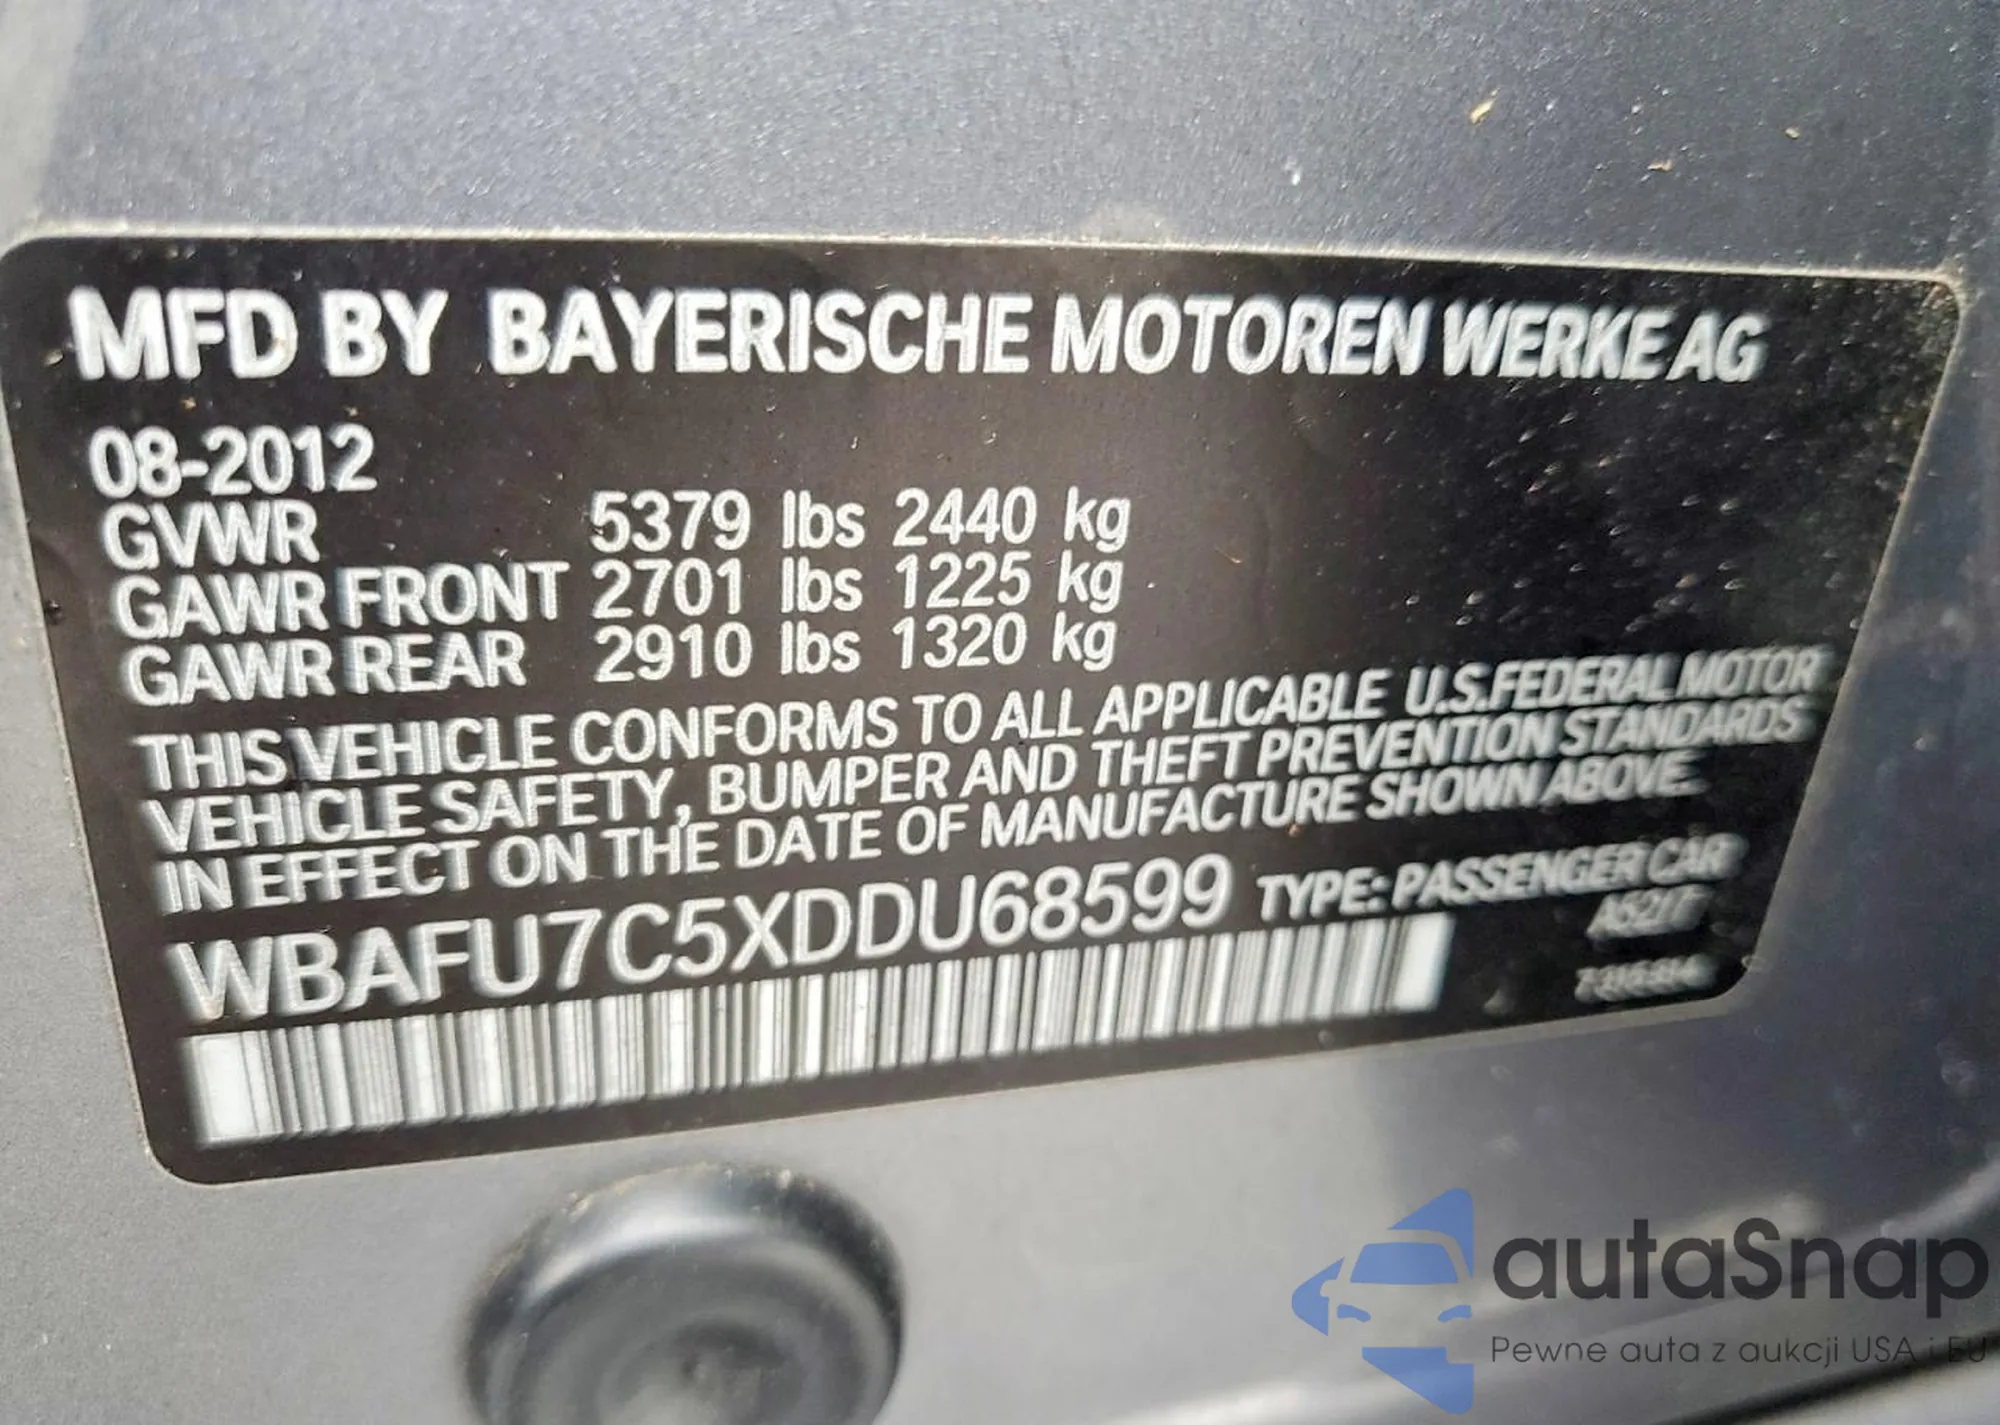 MFD BY BAYERISCHE MOTOREN WERKE AG
08-2012
GVWR 5379 lbs 2440 kg
GAWR FRONT 2701 lbs 1225 kg
GAWR REAR 2910 lbs 1320 kg
THIS VEHICLE CONFORMS TO ALL APPLICABLE U.S.FEDERAL MOTOR
VEHICLE SAFETY, BUMPER AND THEFT PREVENTION STANDARDS
IN EFFECT ON THE DATE OF MANUFACTURE SHOWN ABOVE.
WBAFU7C5XDDU68599 TYPE: PASSENGER CAR
autaSnap
Pewne auta z aukcji USA i EU